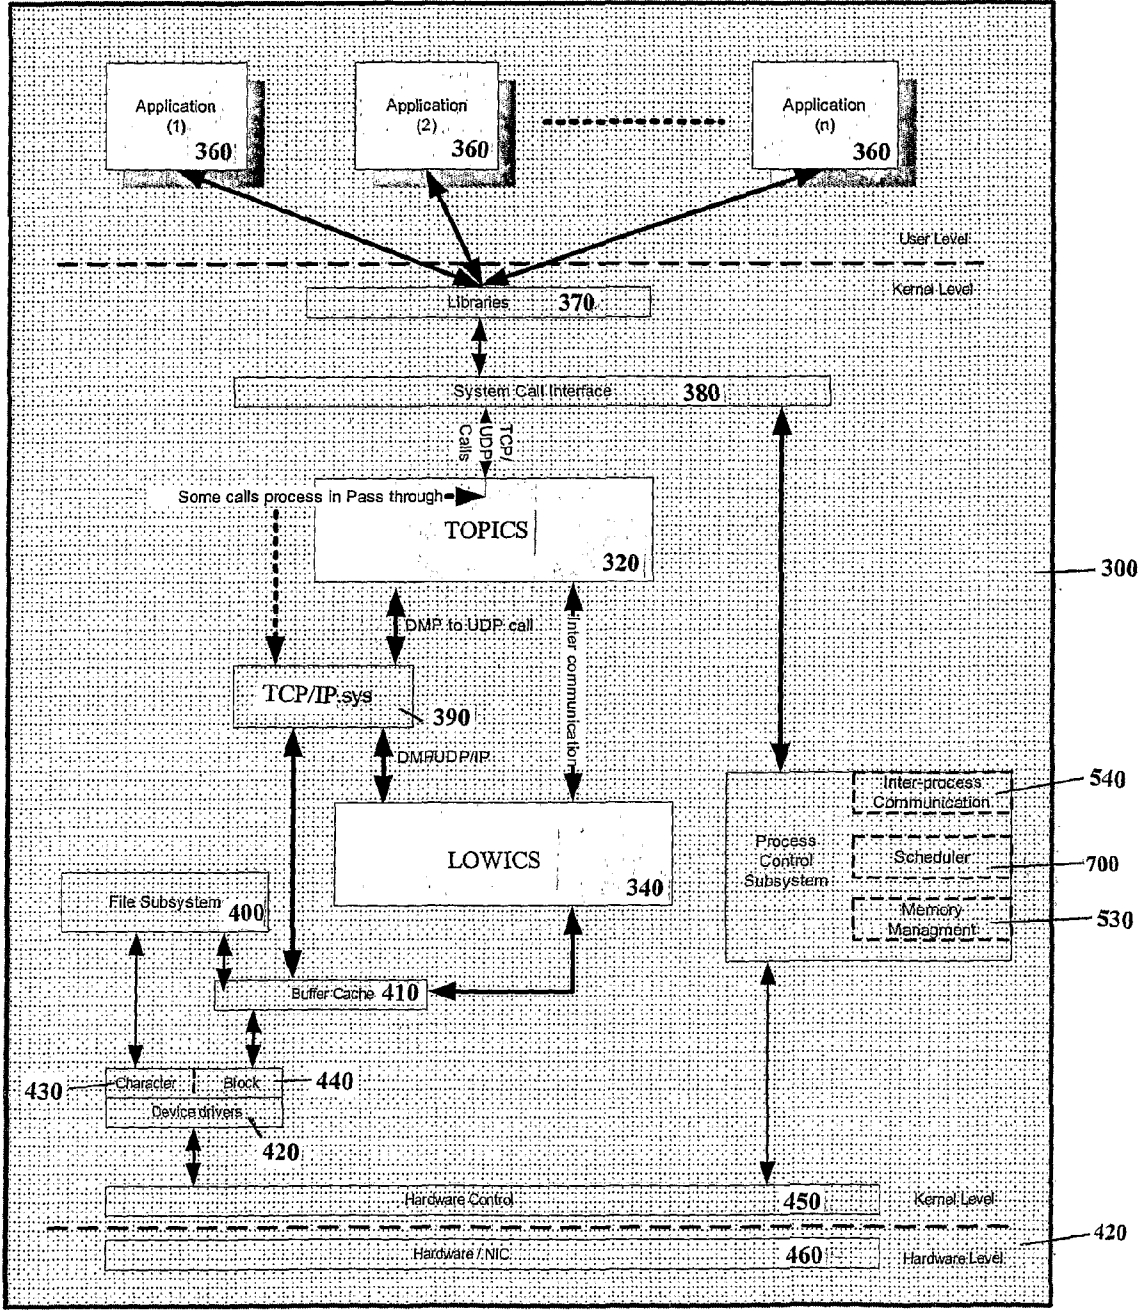 Application
(1)
360
Application
(2)
360
Application
(n)
360
User Level
Kernel Level
Libraries 370
System Call Interface 380
TCP/
UDP
Calls
Some calls process in Pass through
TOPICS
320
300
DMP to UDP call
Inter communication
TCP/IP.sys
390
DMP/UDP/IP
Inter-process
Communication
540
LOWICS
340
Process
Control
Subsystem
Scheduler
700
Memory
Managment
530
File Subsystem 400
Buffer Cache 410
430
Character
Block
440
Device drivers
420
Hardware Control 450
Kernel Level
420
Hardware / NIC 460
Hardware Level